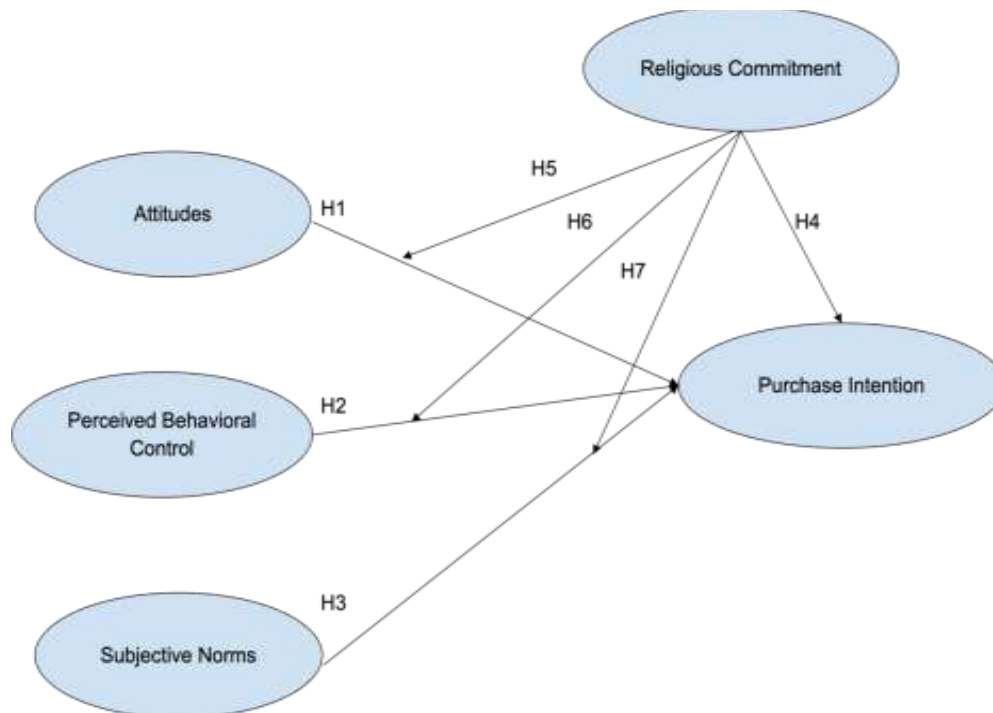 Religious Commitment
H5
Attitudes
H1
H6
H4
H7
Purchase Intention
H2
Perceived Behavioral
Control
H3
Subjective Norms